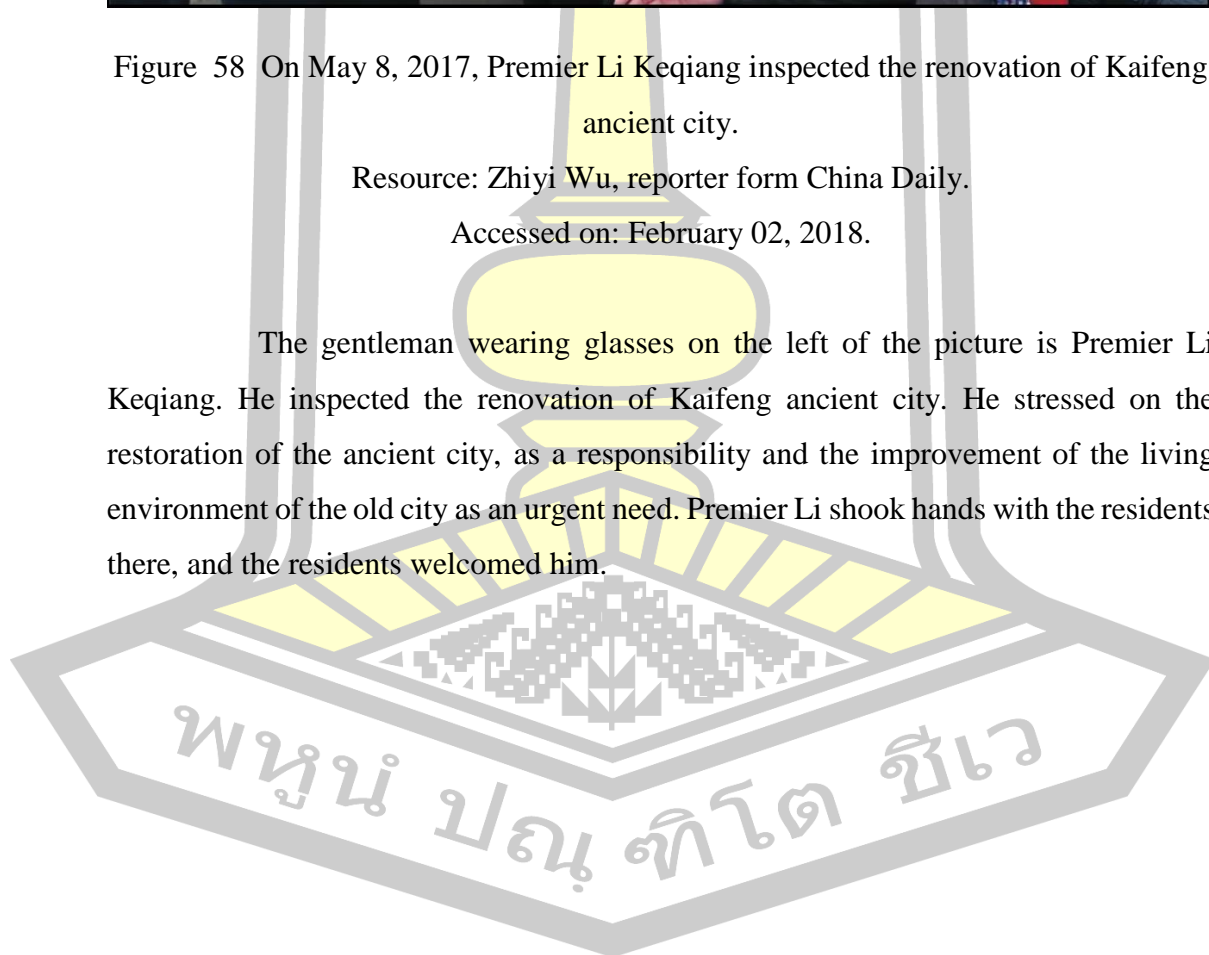 Figure  58  On May 8, 2017, Premier Li Keqiang inspected the renovation of Kaifeng
ancient city.
Resource: Zhiyi Wu, reporter form China Daily.
Accessed on: February 02, 2018.
The gentleman wearing glasses on the left of the picture is Premier Li
Keqiang. He inspected the renovation of Kaifeng ancient city. He stressed on the
restoration of the ancient city, as a responsibility and the improvement of the living
environment of the old city as an urgent need. Premier Li shook hands with the residents
there, and the residents welcomed him.
พหูนํ ปณฺฑิโต ชีเว